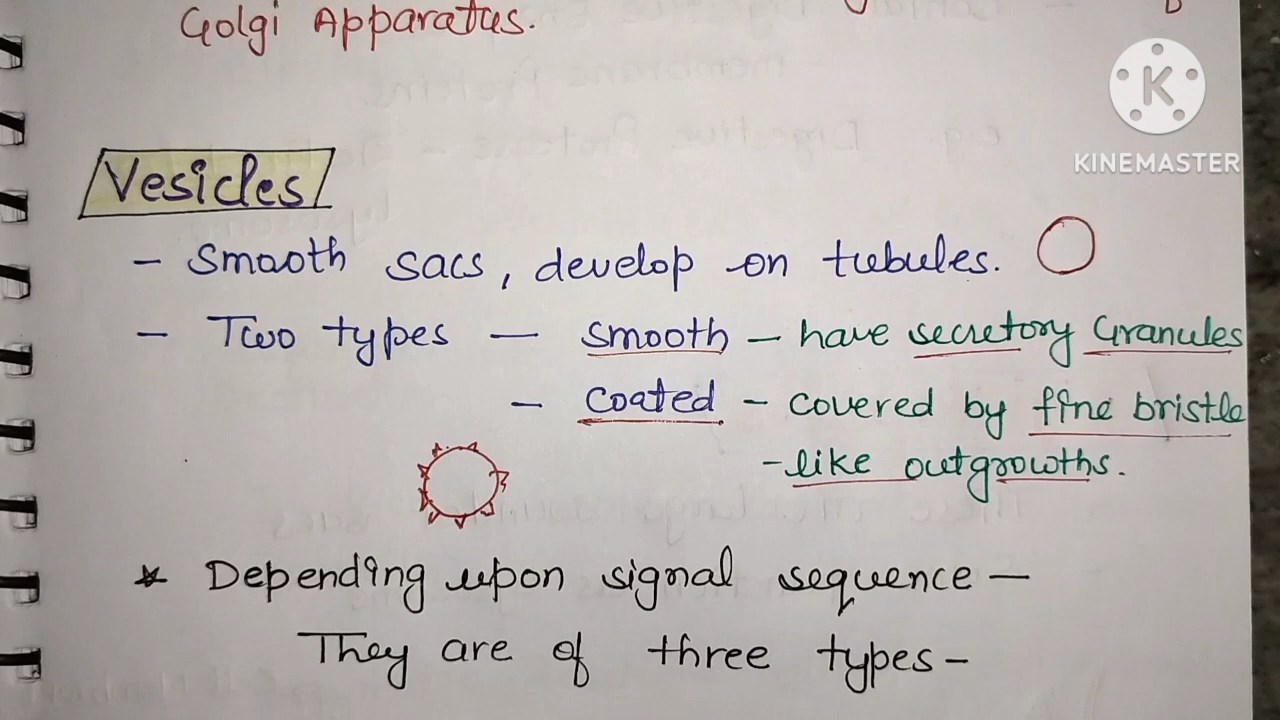 Golgi Apparatus.
K
KINEMASTER
Vesicles
- Smooth sacs, develop on tubules.
- Two types - smooth - have secretory Granules
- coated - covered by fine bristle
-like outgrowths.
* Depending upon signal sequence -
They are of three types -